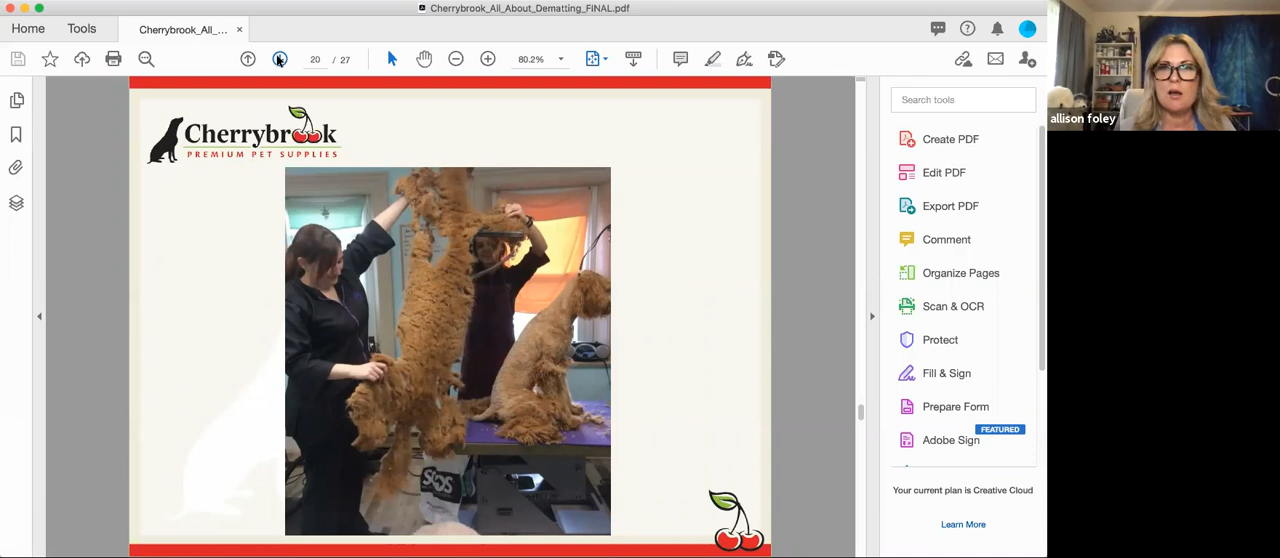 Cherrybrook_All_About_Dematting_FINAL.pdf
Home
Tools
Cherrybrook_All_...
20 / 27
80.2%
allison foley
Search tools
Cherrybrook
PREMIUM PET SUPPLIES
Create PDF
Edit PDF
Export PDF
Comment
Organize Pages
Scan & OCR
Protect
Fill & Sign
Prepare Form
FEATURED
Adobe Sign
SOS
Your current plan is Creative Cloud
Learn More